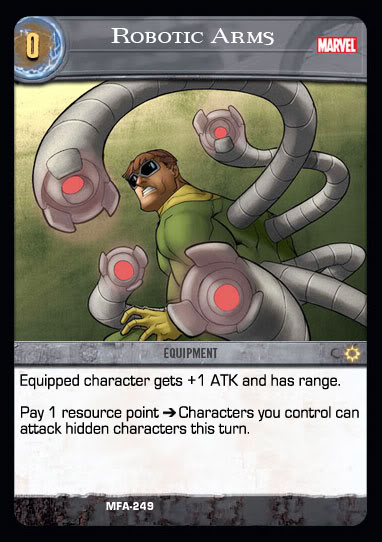 Robotic Arms
0
MARVEL
EQUIPMENT
C
Equipped character gets +1 ATK and has range.
Pay 1 resource point ➔ Characters you control can
attack hidden characters this turn.
MFA-249